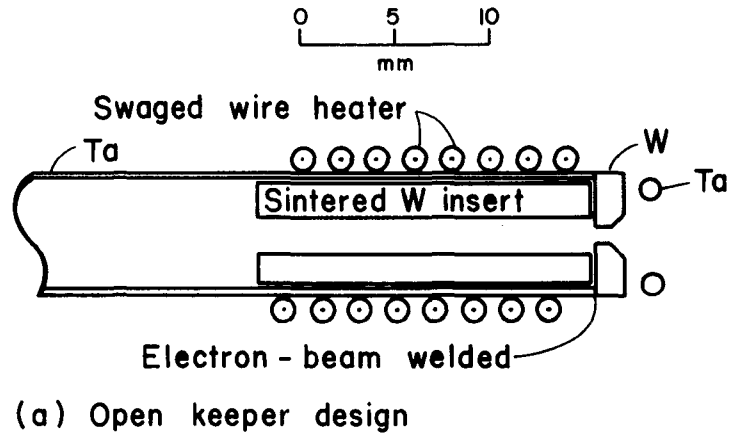 0 5 10
mm
Swaged wire heater
Ta
W
Sintered W insert
Ta
Electron-beam welded
(a) Open keeper design